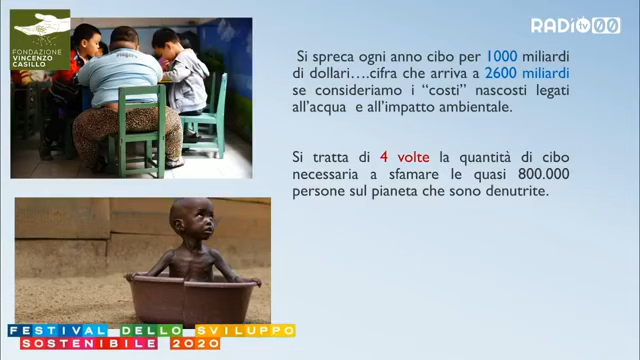 FONDAZIONE
VINCENZO
CASILLO
RADIO tv 00
Si spreca ogni anno cibo per 1000 miliardi
di dollari….cifra che arriva a 2600 miliardi
se consideriamo i “costi” nascosti legati
all’acqua e all’impatto ambientale.
Si tratta di 4 volte la quantità di cibo
necessaria a sfamare le quasi 800.000
persone sul pianeta che sono denutrite.
FESTIVAL DELLO SVILUPPO
SOSTENIBILE 2020